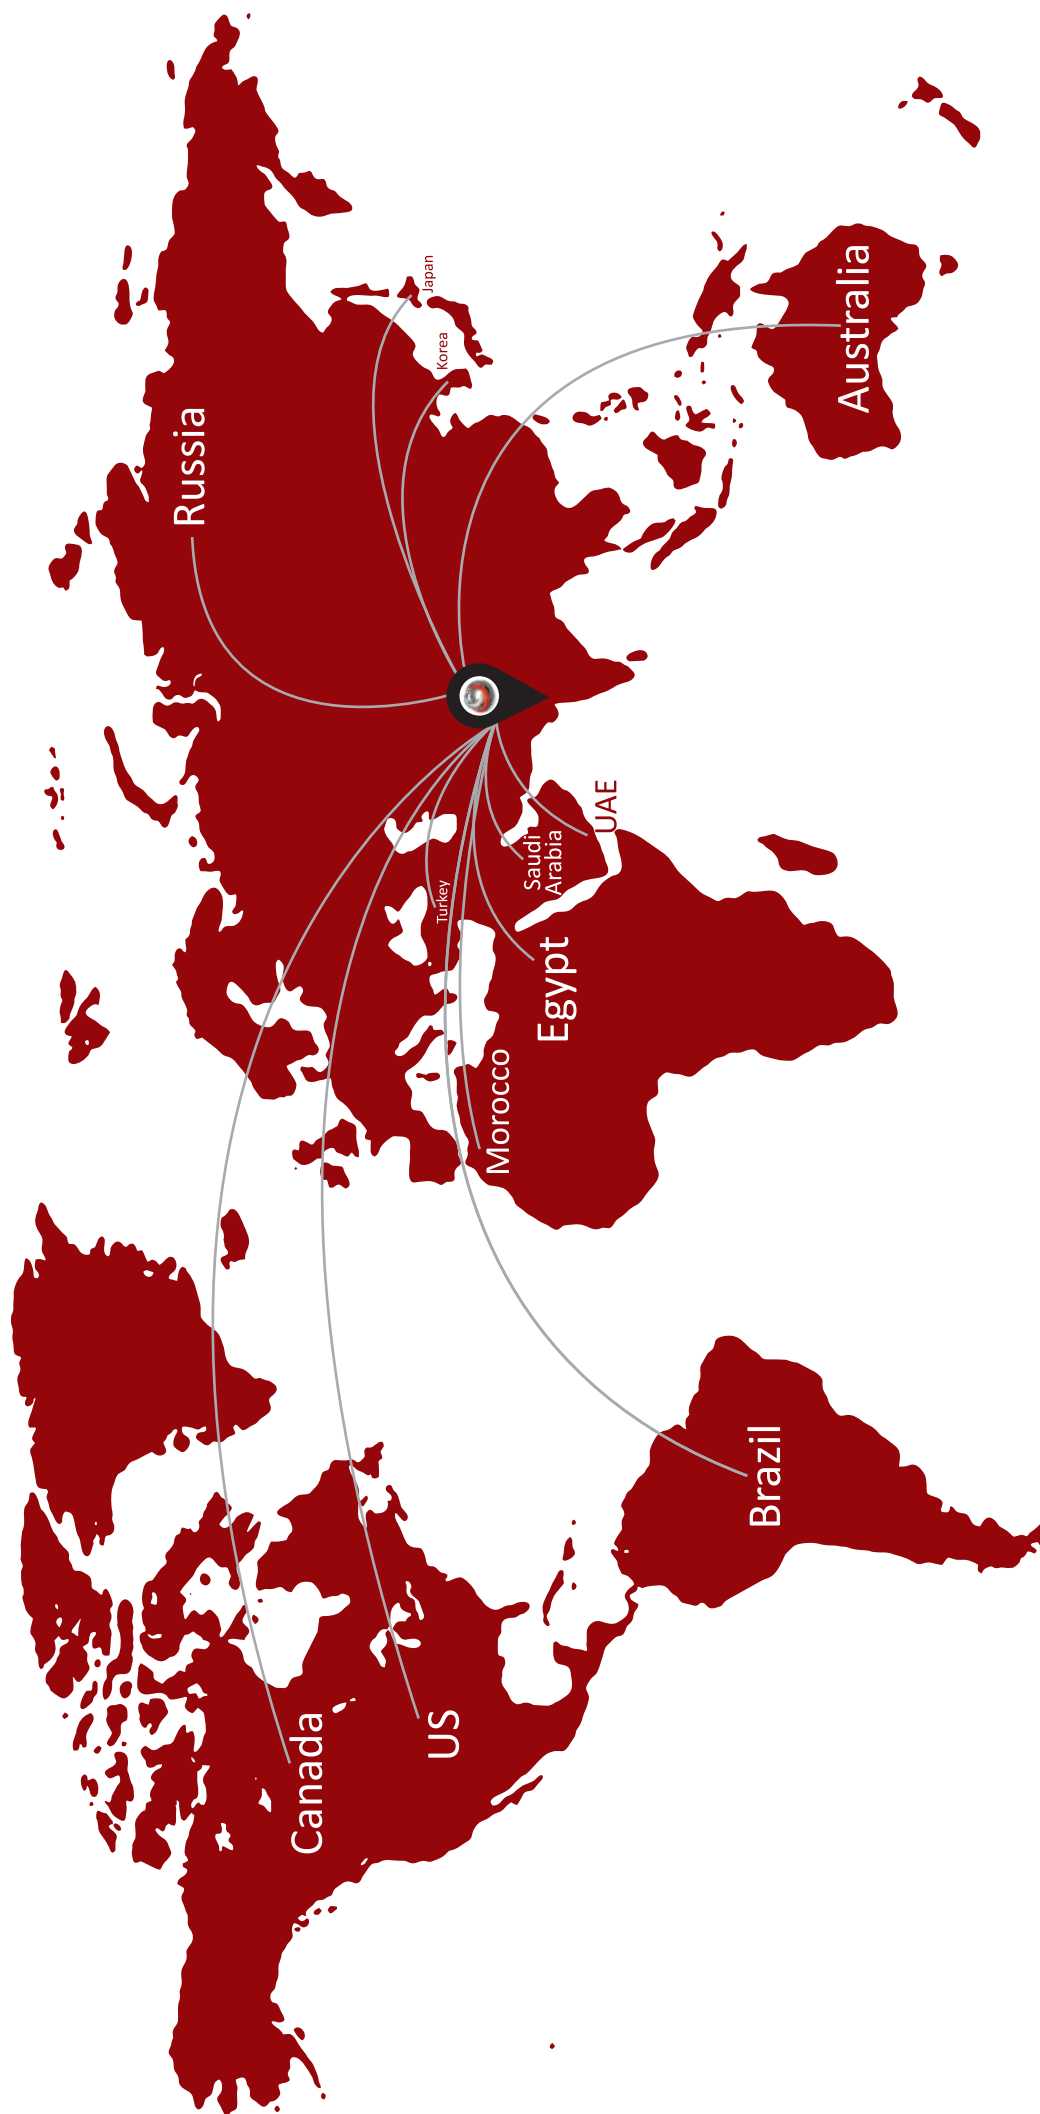 Russia
Canada
Japan
Korea
US
Turkey
Morocco
Saudi
Arabia
Egypt
UAE
Brazil
Australia